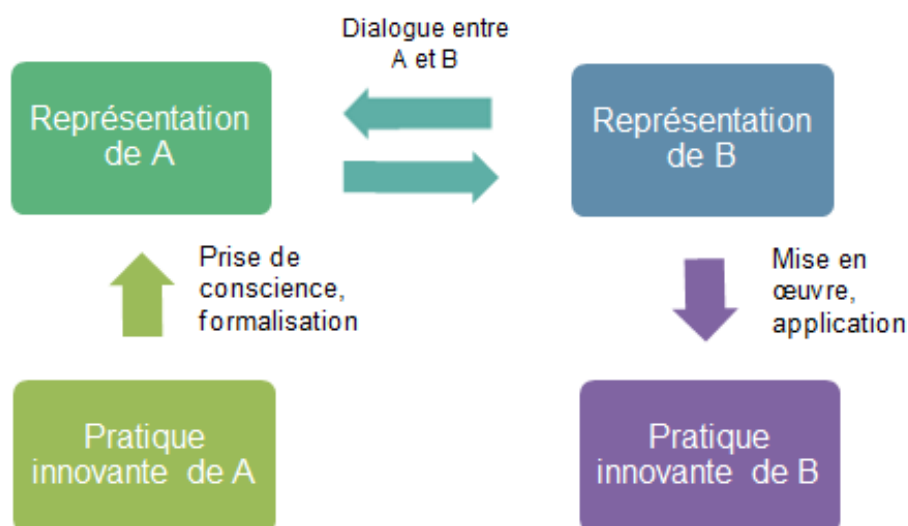 Dialogue entre
A et B
Représentation
de A
Représentation
de B
Prise de
conscience,
formalisation
Mise en
œuvre,
application
Pratique
innovante de A
Pratique
innovante de B